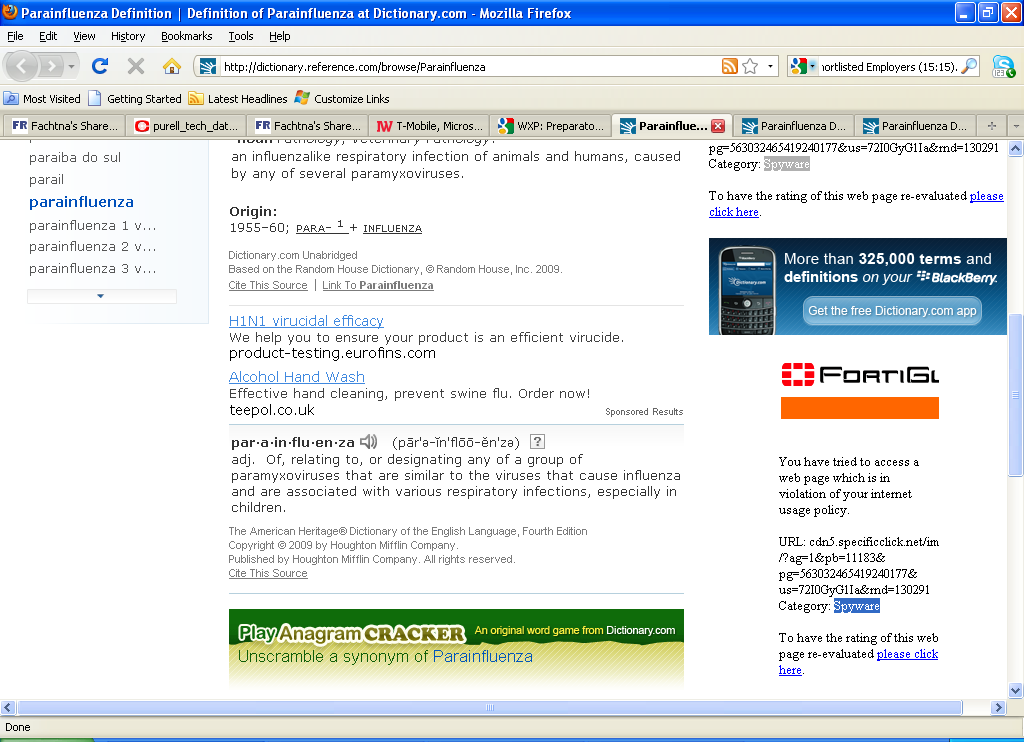 Parainfluenza Definition | Definition of Parainfluenza at Dictionary.com - Mozilla Firefox
File Edit View History Bookmarks Tools Help
http://dictionary.reference.com/browse/Parainfluenza
ortlisted Employers (15:15).
Most Visited Getting Started Latest Headlines Customize Links
FR Fachtna's Share... purell_tech_dat... FR Fachtna's Share... T-Mobile, Micros... WXP: Preparato... Parainflue... Parainfluenza D... Parainfluenza D...
paraiba do sul
parail
parainfluenza
parainfluenza 1 v...
parainfluenza 2 v...
parainfluenza 3 v...
noun Pathology, Veterinary Pathology.
an influenzalike respiratory infection of animals and humans, caused
by any of several paramyxoviruses.
Origin:
1955–60; PARA- 1 + INFLUENZA
Dictionary.com Unabridged
Based on the Random House Dictionary, © Random House, Inc. 2009.
Cite This Source | Link To Parainfluenza
H1N1 virucidal efficacy
We help you to ensure your product is an efficient virucide.
product-testing.eurofins.com
Alcohol Hand Wash
Effective hand cleaning, prevent swine flu. Order now!
teepol.co.uk
Sponsored Results
par·a·in·flu·en·za (pār'ə-ĭn'flōō-ěn'zə) ?
adj. Of, relating to, or designating any of a group of
paramyxoviruses that are similar to the viruses that cause influenza
and are associated with various respiratory infections, especially in
children.
The American Heritage® Dictionary of the English Language, Fourth Edition
Copyright © 2009 by Houghton Mifflin Company.
Published by Houghton Mifflin Company. All rights reserved.
Cite This Source
Play Anagram CRACKER An original word game from Dictionary.com
Unscramble a synonym of Parainfluenza
pg=563032465419240177&us=72I0GyG1Ia&rnd=130291
Category: Spyware
To have the rating of this web page re-evaluated please
click here.
More than 325,000 terms and
definitions on your BlackBerry.
Get the free Dictionary.com app
FORTIG
You have tried to access a
web page which is in
violation of your internet
usage policy.
URL: cdn5.specificclick.net/im
/?ag=1&pb=11183&
pg=563032465419240177&
us=72I0GyG1Ia&rnd=130291
Category: Spyware
To have the rating of this web
page re-evaluated please click
here.
Done